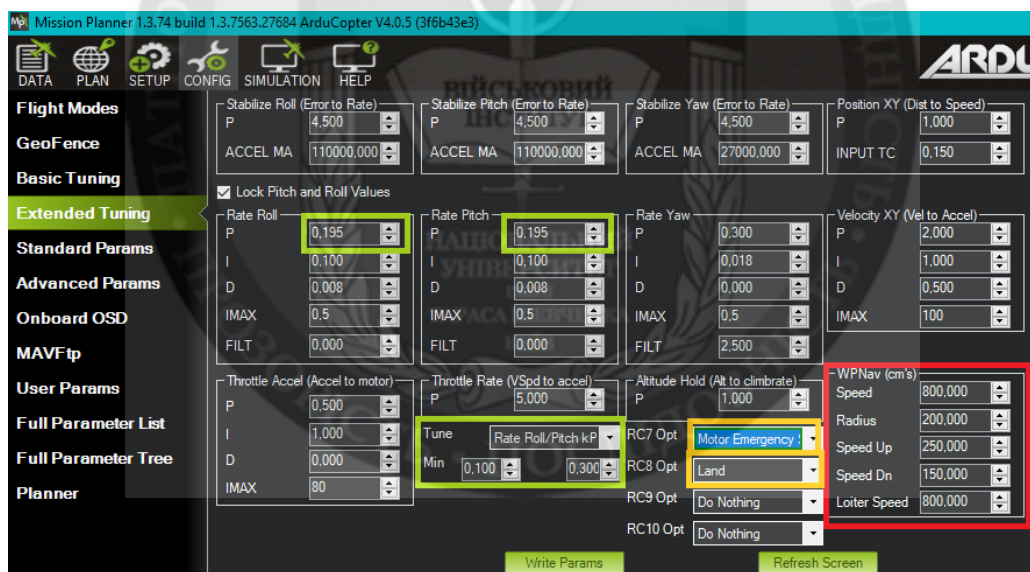 Mission Planner 1.3.74 build 1.3.7563.27684 ArduCopter V4.0.5 (3f6b43e3)
DATA PLAN SETUP CONFIG SIMULATION HELP
Flight Modes
GeoFence
Basic Tuning
Extended Tuning
Standard Params
Advanced Params
Onboard OSD
MAVFtp
User Params
Full Parameter List
Full Parameter Tree
Planner
Stabilize Roll (Error to Rate)
P 4,500
ACCEL MA 110000,000
Stabilize Pitch (Error to Rate)
P 4,500
ACCEL MA 110000,000
Stabilize Yaw (Error to Rate)
P 4,500
ACCEL MA 27000,000
Position XY (Dist to Speed)
P 1,000
INPUT TC 0,150
Lock Pitch and Roll Values
Rate Roll
P 0,195
I 0,100
D 0,008
IMAX 0,5
FILT 0,000
Rate Pitch
P 0,195
I 0,100
D 0,008
IMAX 0,5
FILT 0,000
Rate Yaw
P 0,300
I 0,018
D 0,000
IMAX 0,5
FILT 2,500
Velocity XY (Vel to Accel)
P 2,000
I 1,000
D 0,500
IMAX 100
Throttle Accel (Accel to motor)
P 0,500
I 1,000
D 0,000
IMAX 80
Throttle Rate (VSpd to accel)
P 5,000
Tune Rate Roll/Pitch kP
Min 0,100 0,300
Altitude Hold (Alt to climbrate)
P 1,000
RC7 Opt Motor Emergency
RC8 Opt Land
RC9 Opt Do Nothing
RC10 Opt Do Nothing
WPNav (cm's)
Speed 800,000
Radius 200,000
Speed Up 250,000
Speed Dn 150,000
Loiter Speed 800,000
Write Params
Refresh Screen
ВІЙСЬКОВИЙ